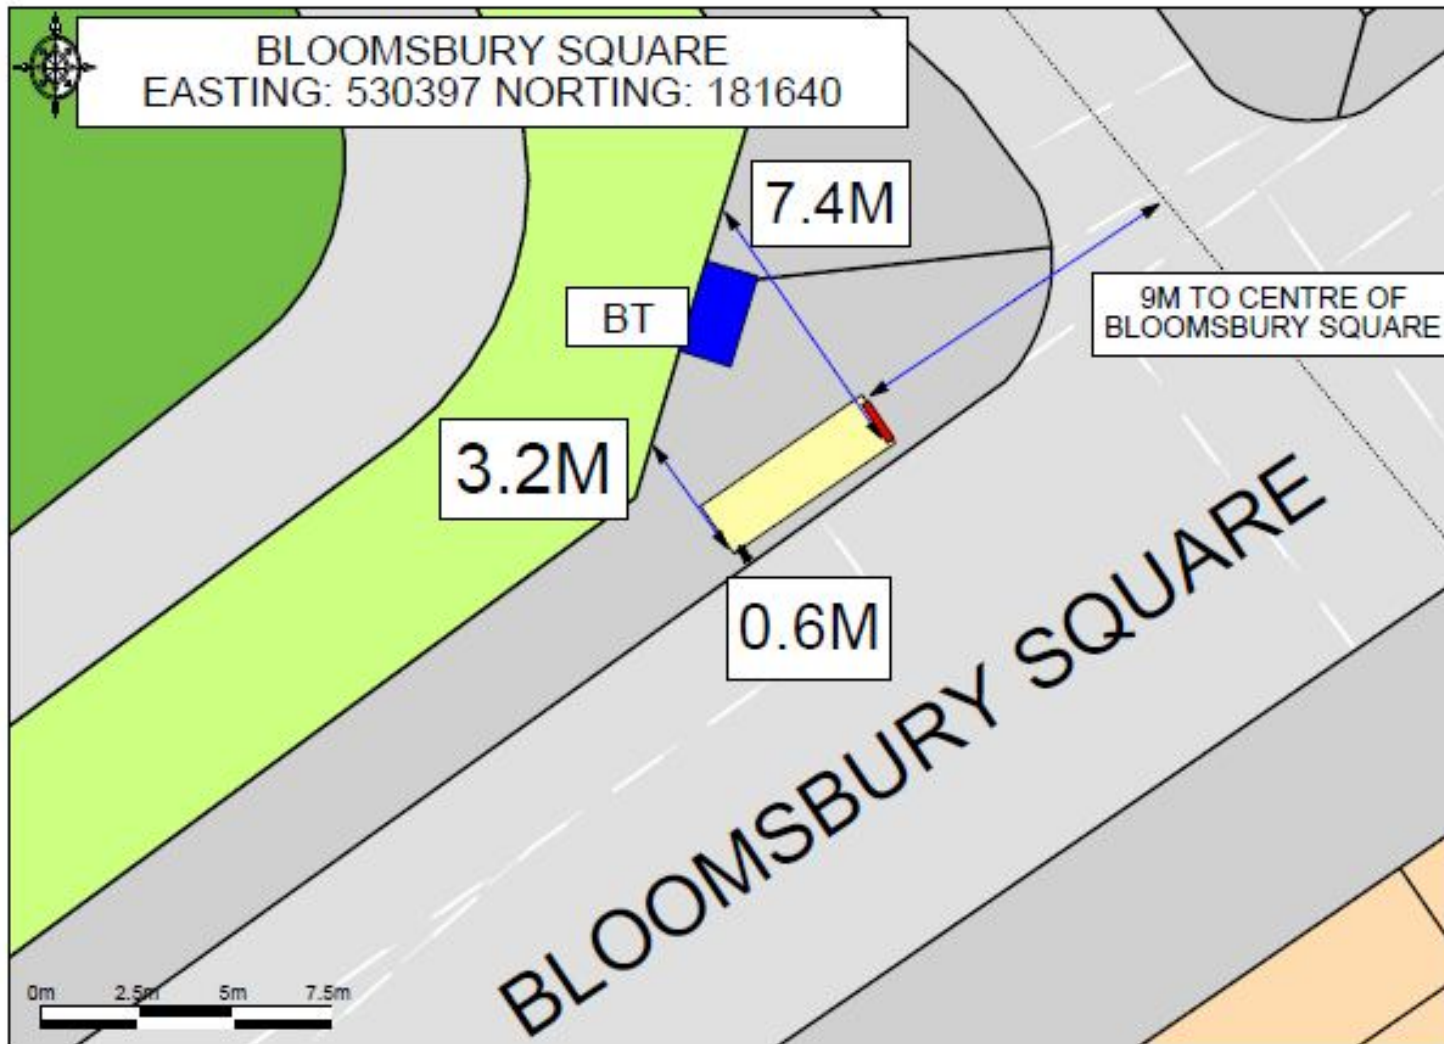 BLOOMSBURY SQUARE
EASTING: 530397 NORTING: 181640
7.4M
9M TO CENTRE OF
BLOOMSBURY SQUARE
BT
3.2M
0.6M
BLOOMSBURY SQUARE
0m 2.5m 5m 7.5m